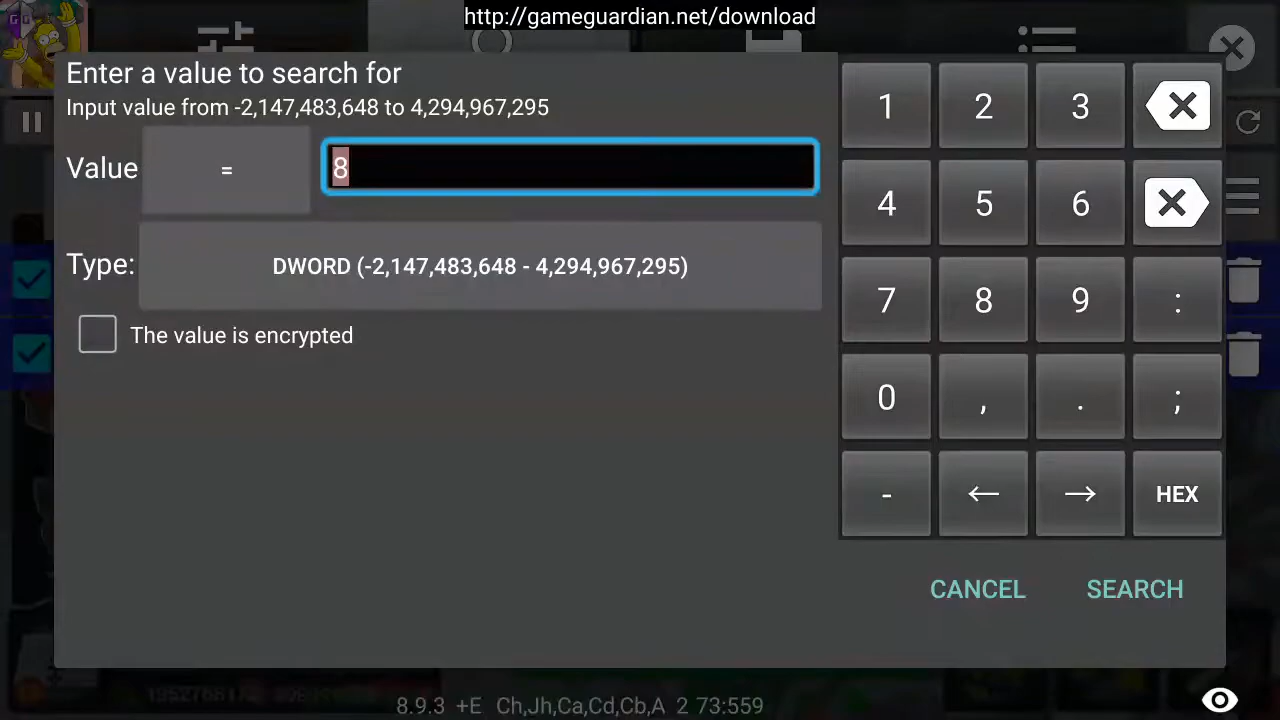 http://gameguardian.net/download
Enter a value to search for
Input value from -2,147,483,648 to 4,294,967,295
Value = 8
Type: DWORD (-2,147,483,648 - 4,294,967,295)
The value is encrypted
1 2 3
4 5 6
7 8 9 :
0 , . ;
- ← → HEX
CANCEL SEARCH
8.9.3 +E Ch,Jh,Ca,Cd,Cb,A 2 73:559